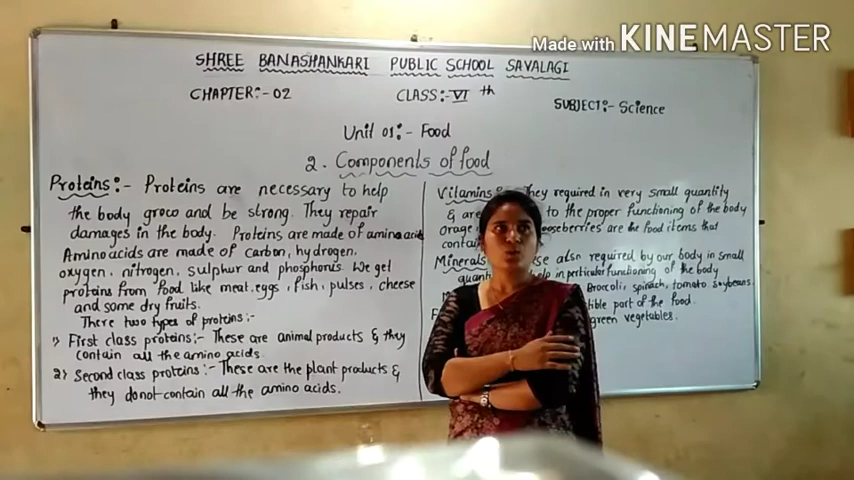 Made with KINEMASTER
SHREE BANASHANKARI PUBLIC SCHOOL SAVALAGI
CHAPTER:- 02 CLASS:- VI th SUBJECT:- Science
Unit 01:- Food
2. Components of food
Proteins:- Proteins are necessary to help
the body groco and be strong. They repair
damages in the body. Proteins are made of amino acids
Amino acids are made of carbon, hydrogen,
oxygen, nitrogen, sulphur and phosphorus. We get
proteins from food like meat, eggs, fish, pulses, cheese
and some dry fruits.
There two types of proteins:-
1) First class proteins:- These are animal products & they
contain all the amino acids.
2) Second class proteins:- These are the plant products &
they donot contain all the amino acids.
Vitamins They required in very small quantity
& are to the proper functioning of the body
Orage gooseberries are the food items that
contain
Minerals also required by our body in small
help in perticular functioning of the body
Broccoli, spinach, tomato, soybeans.
part of the food.
green vegetables.